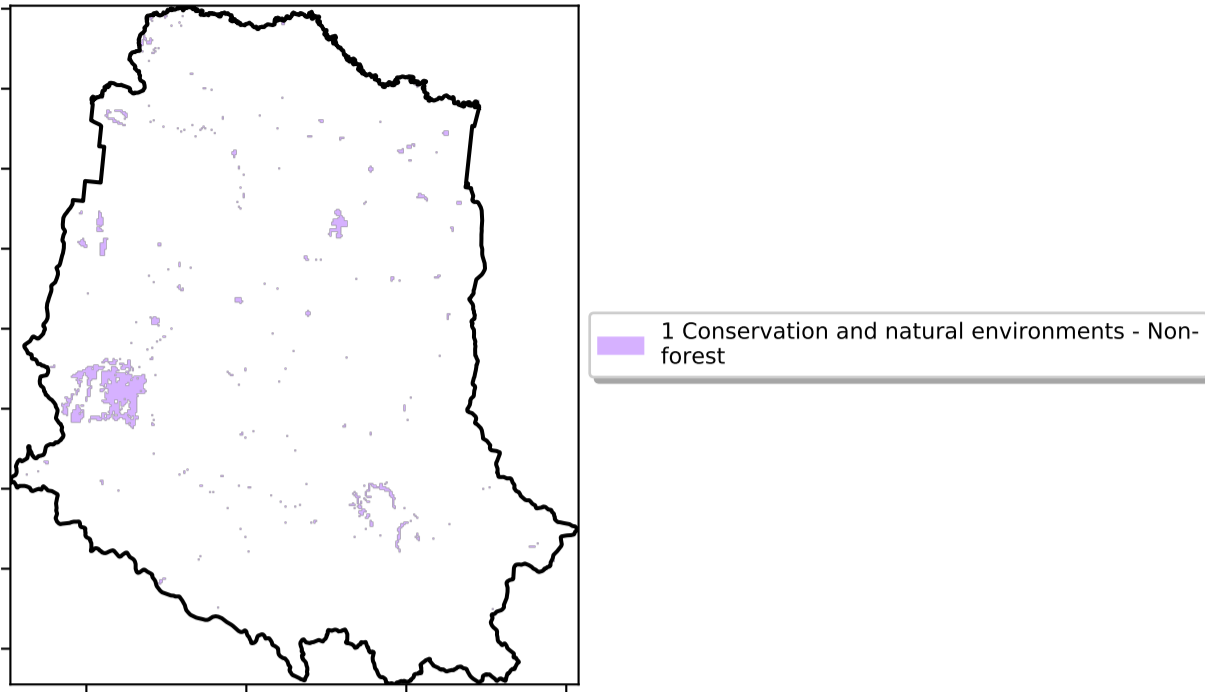 1 Conservation and natural environments - Non-
forest